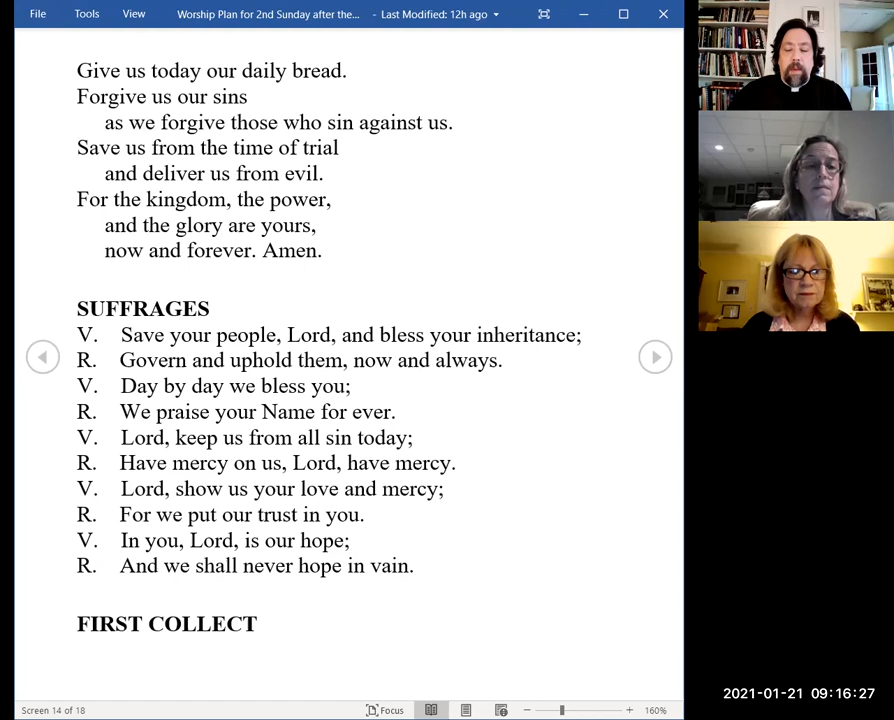 File Tools View Worship Plan for 2nd Sunday after the... - Last Modified: 12h ago
Give us today our daily bread.
Forgive us our sins
as we forgive those who sin against us.
Save us from the time of trial
and deliver us from evil.
For the kingdom, the power,
and the glory are yours,
now and forever. Amen.
SUFFRAGES
V. Save your people, Lord, and bless your inheritance;
R. Govern and uphold them, now and always.
V. Day by day we bless you;
R. We praise your Name for ever.
V. Lord, keep us from all sin today;
R. Have mercy on us, Lord, have mercy.
V. Lord, show us your love and mercy;
R. For we put our trust in you.
V. In you, Lord, is our hope;
R. And we shall never hope in vain.
FIRST COLLECT
Screen 14 of 18 Focus 160%
2021-01-21 09:16:27